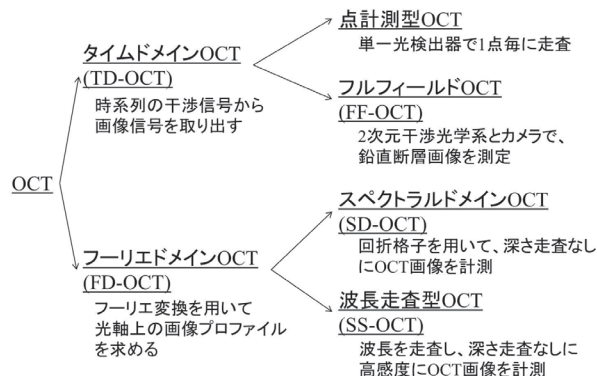 OCT
タイムドメインOCT
(TD-OCT)
時系列の干渉信号から
画像信号を取り出す
点計測型OCT
単一光検出器で1点毎に走査
フルフィールドOCT
(FF-OCT)
2次元干渉光学系とカメラで、
鉛直断層画像を測定
フーリエドメインOCT
(FD-OCT)
フーリエ変換を用いて
光軸上の画像プロファイル
を求める
スペクトラルドメインOCT
(SD-OCT)
回折格子を用いて、深さ走査なし
にOCT画像を計測
波長走査型OCT
(SS-OCT)
波長を走査し、深さ走査なしに
高感度にOCT画像を計測